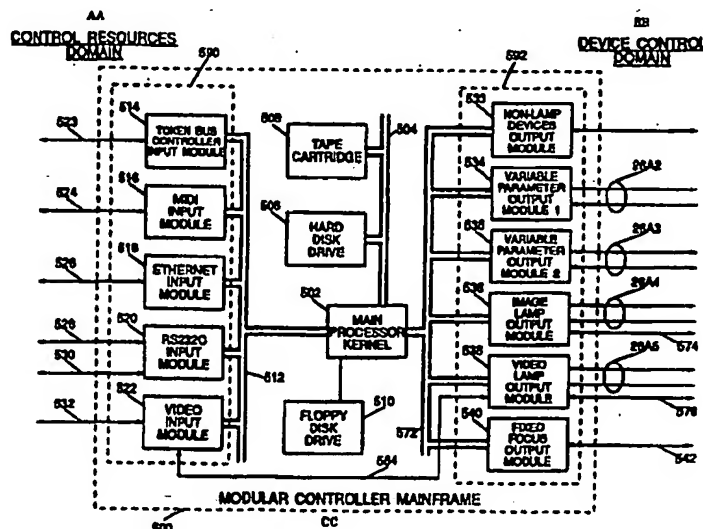 AA
CONTROL RESOURCES
DOMAIN
BB
DEVICE CONTROL
DOMAIN
590
592
523
514
TOKEN BUS
CONTROLLER
INPUT MODULE
508
TAPE
CARTRIDGE
504
533
NON-LAMP
DEVICES
OUTPUT
MODULE
524
516
MIDI
INPUT
MODULE
534
VARIABLE
PARAMETER
OUTPUT
MODULE 1
26A2
506
HARD
DISK
DRIVE
535
VARIABLE
PARAMETER
OUTPUT
MODULE 2
26A3
526
518
ETHERNET
INPUT
MODULE
502
MAIN
PROCESSOR
KERNEL
536
IMAGE
LAMP
OUTPUT
MODULE
26A4
574
520
RS232C
INPUT
MODULE
530
512
538
VIDEO
LAMP
OUTPUT
MODULE
26A5
576
532
522
VIDEO
INPUT
MODULE
FLOPPY
DISK
DRIVE
510
572
540
FIXED
FOCUS
OUTPUT
MODULE
542
564
MODULAR CONTROLLER MAINFRAME
500
CC